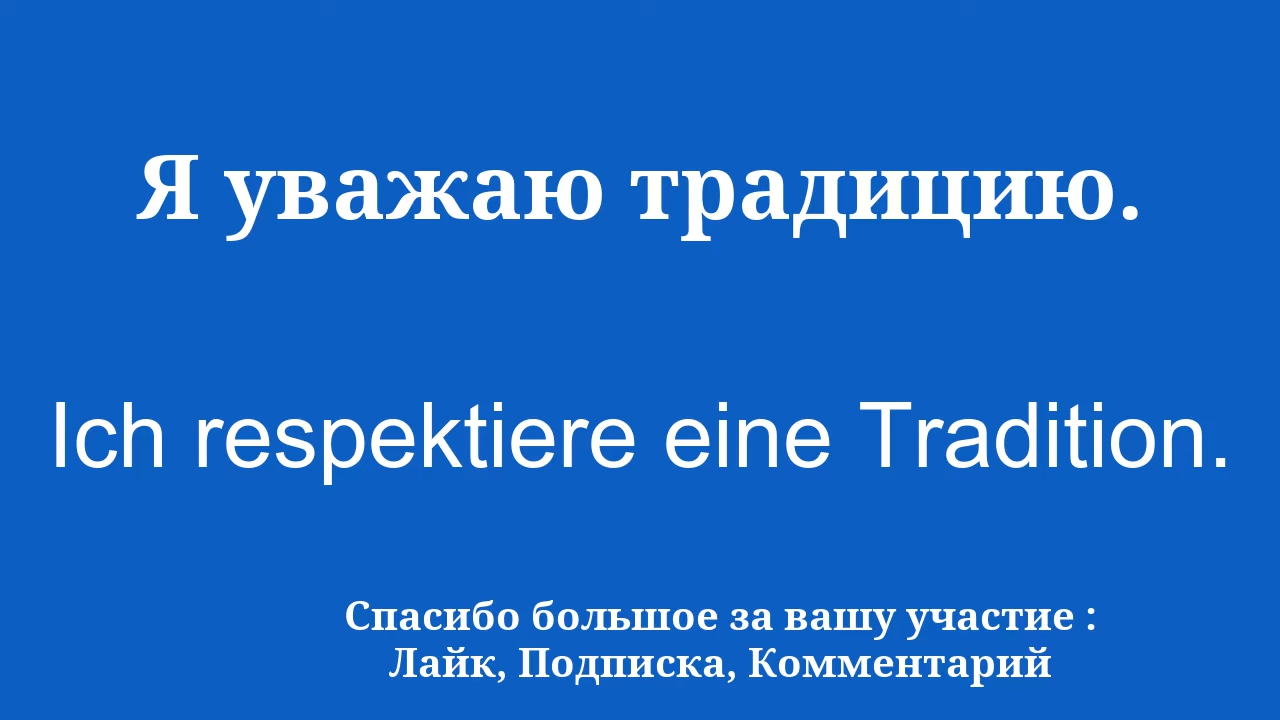 Я уважаю традицию.
Ich respektiere eine Tradition.
Спасибо большое за вашу участие :
Лайк, Подписка, Комментарий